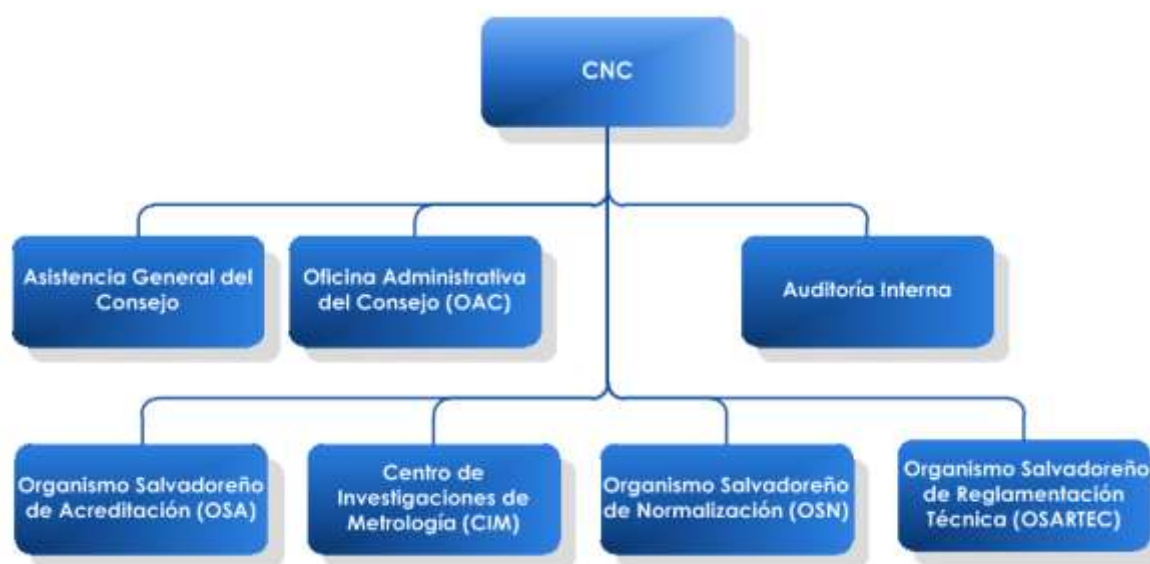 CNC
Asistencia General del
Consejo
Oficina Administrativa
del Consejo (OAC)
Auditoría Interna
Organismo Salvadoreño
de Acreditación (OSA)
Centro de
Investigaciones de
Metrología (CIM)
Organismo Salvadoreño
de Normalización (OSN)
Organismo Salvadoreño
de Reglamentación
Técnica (OSARTEC)